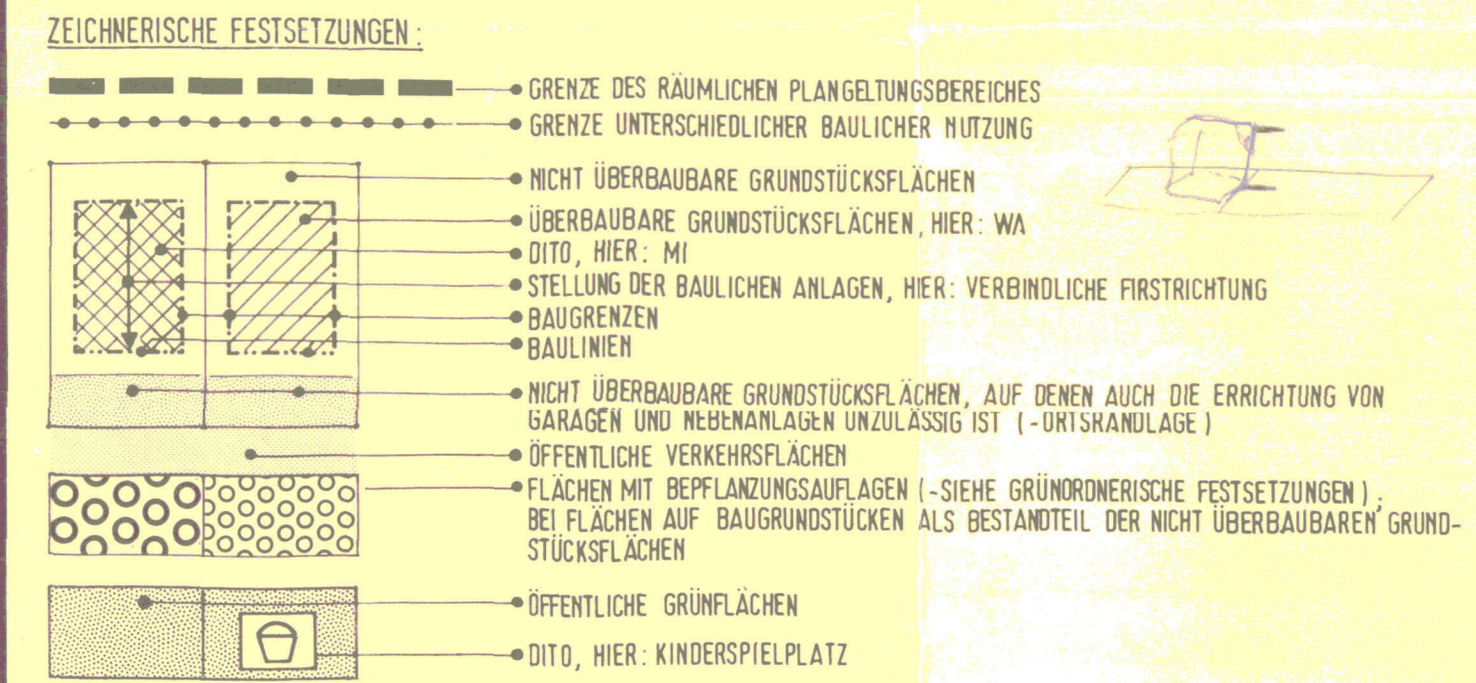 ZEICHNERISCHE FESTSETZUNGEN:
GRENZE DES RÄUMLICHEN PLANGELTUNGSBEREICHES
GRENZE UNTERSCHIEDLICHER BAULICHER NUTZUNG
NICHT ÜBERBAUBARE GRUNDSTÜCKSFLÄCHEN
ÜBERBAUBARE GRUNDSTÜCKSFLÄCHEN, HIER: WA
DITO, HIER: MI
STELLUNG DER BAULICHEN ANLAGEN, HIER: VERBINDLICHE FIRSTRICHTUNG
BAUGRENZEN
BAULINIEN
NICHT ÜBERBAUBARE GRUNDSTÜCKSFLÄCHEN, AUF DENEN AUCH DIE ERRICHTUNG VON
GARAGEN UND NEBENANLAGEN UNZULÄSSIG IST (-ORTSRANDLAGE)
ÖFFENTLICHE VERKEHRSFLÄCHEN
FLÄCHEN MIT BEPFLANZUNGSAUFLAGEN (-SIEHE GRÜNORDNERISCHE FESTSETZUNGEN);
BEI FLÄCHEN AUF BAUGRUNDSTÜCKEN ALS BESTANDTEIL DER NICHT ÜBERBAUBAREN GRUND-
STÜCKSFLÄCHEN
ÖFFENTLICHE GRÜNFLÄCHEN
DITO, HIER: KINDERSPIELPLATZ